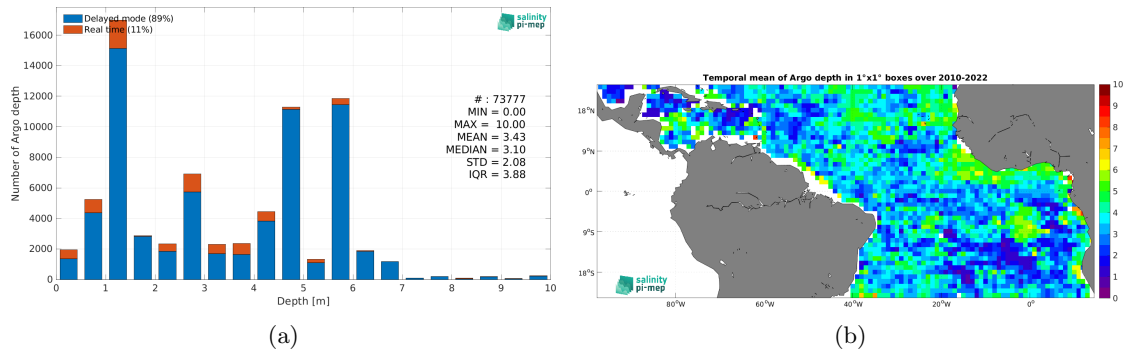 Delayed mode (89%)
Real time (11%)
salinity
pi-mep
16000
14000
12000
10000
8000
6000
4000
2000
0
Number of Argo depth
# : 73777
MIN = 0.00
MAX = 10.00
MEAN = 3.43
MEDIAN = 3.10
STD = 2.08
IQR = 3.88
0 1 2 3 4 5 6 7 8 9 10
Depth [m]
(a)
Temporal mean of Argo depth in 1°x1° boxes over 2010-2022
18°N
9°N
0°
9°S
18°S
salinity
pi-mep
80°W 60°W 40°W 20°W 0°
10
9
8
7
6
5
4
3
2
1
0
(b)